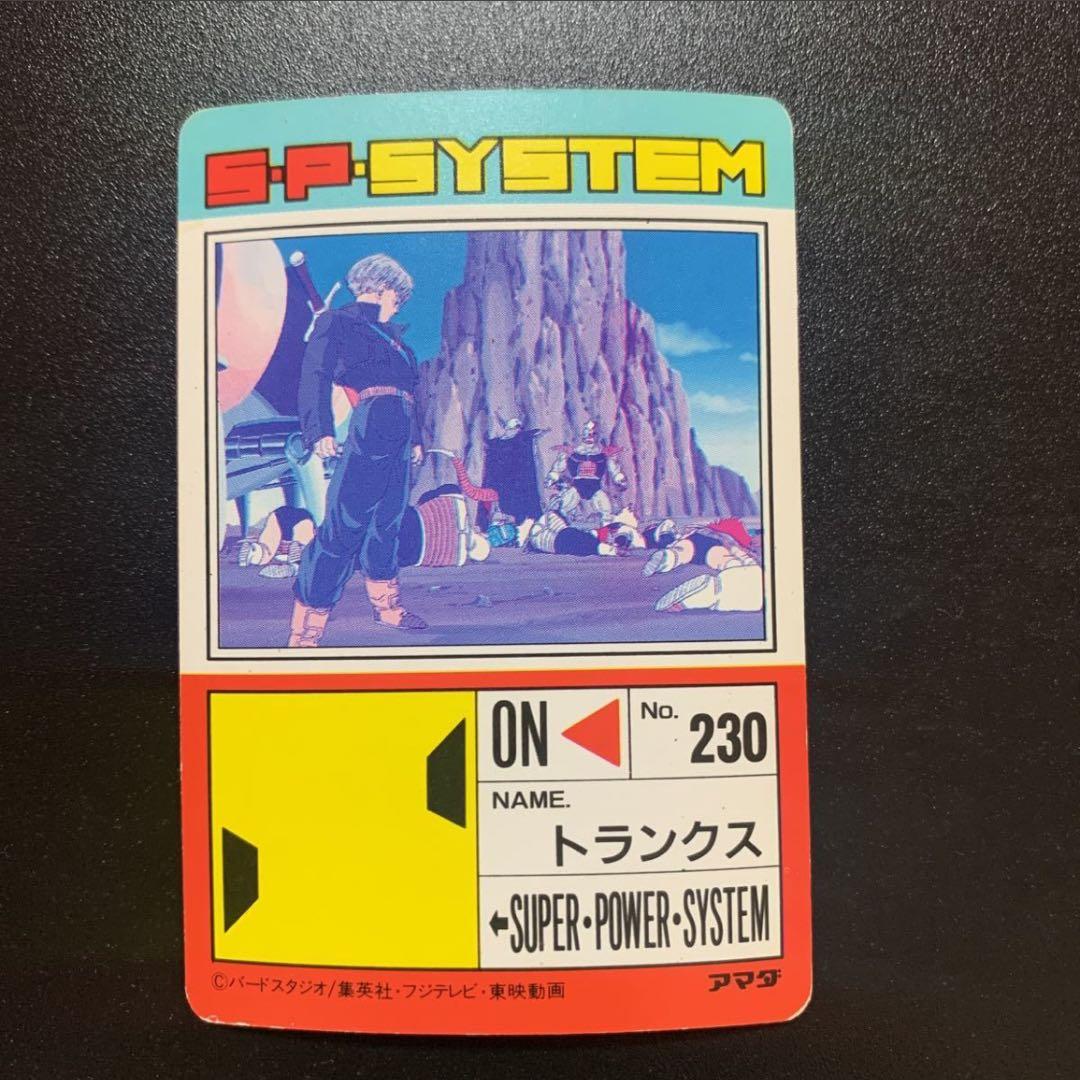 S·P·SYSTEM
ON
No. 230
NAME.
トランクス
←SUPER·POWER·SYSTEM
©バードスタジオ/集英社・フジテレビ・東映動画
アマダ